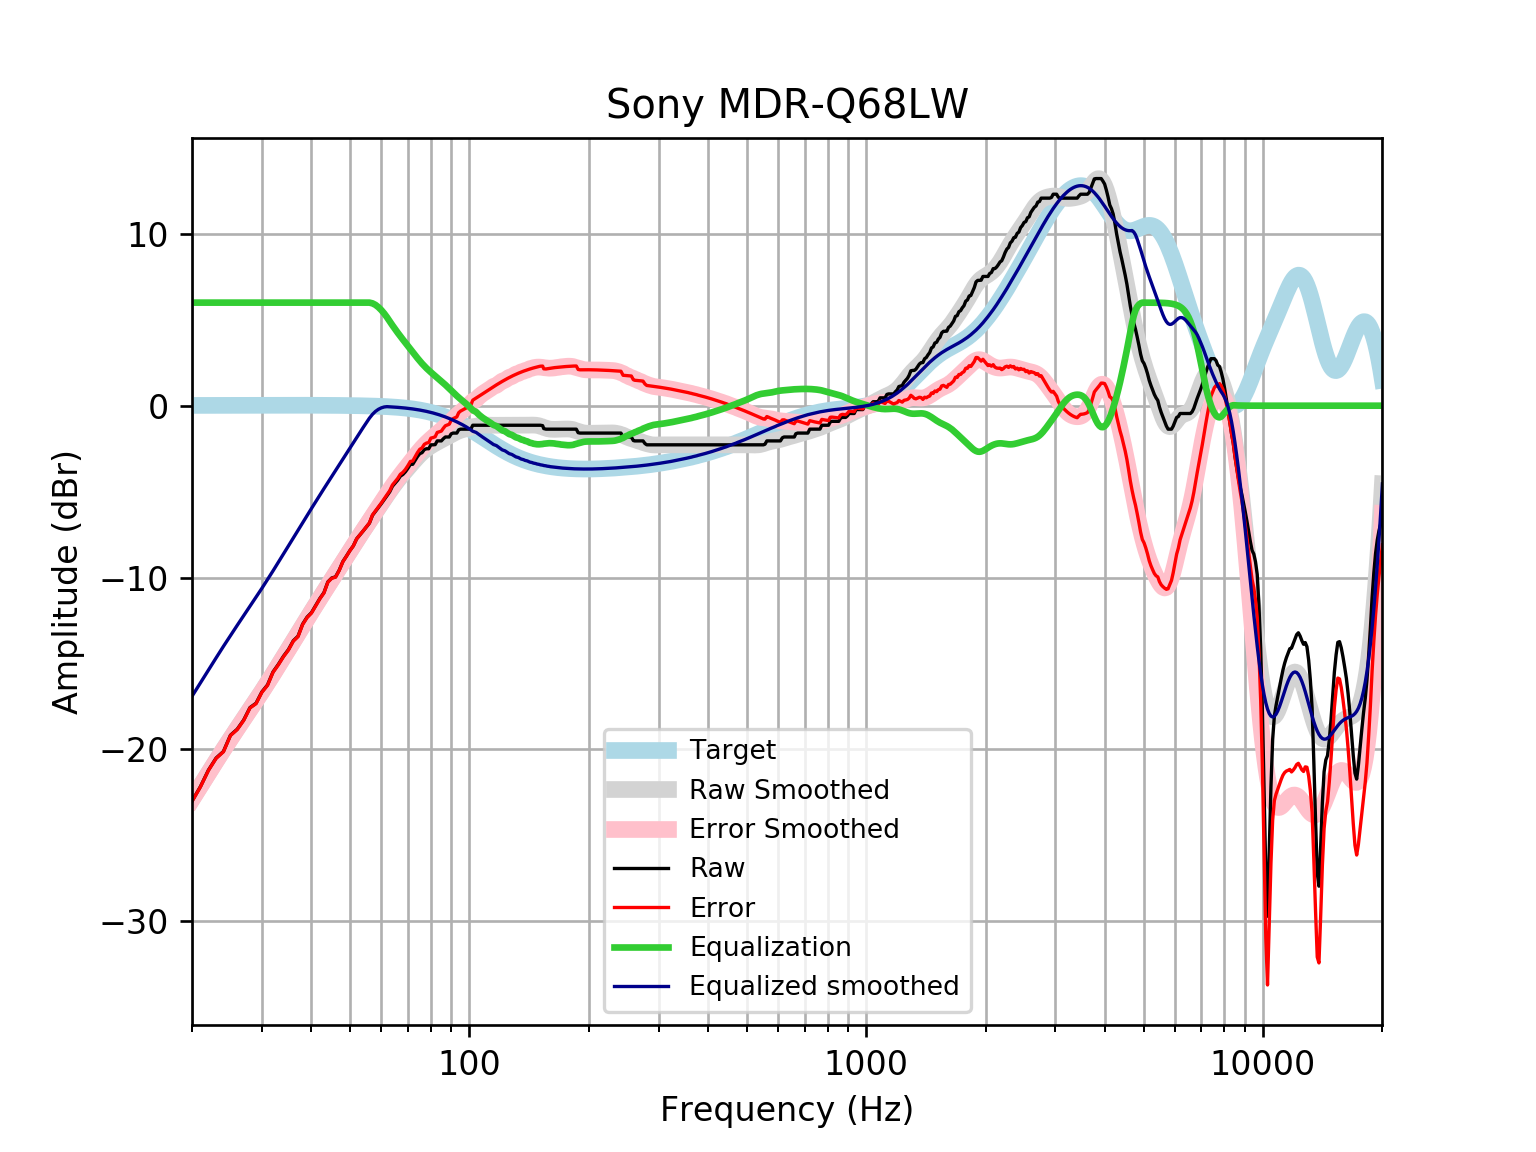 Sony MDR-Q68LW
10
0
−10
−20
−30
Amplitude (dBr)
Target
Raw Smoothed
Error Smoothed
Raw
Error
Equalization
Equalized smoothed
100
1000
10000
Frequency (Hz)